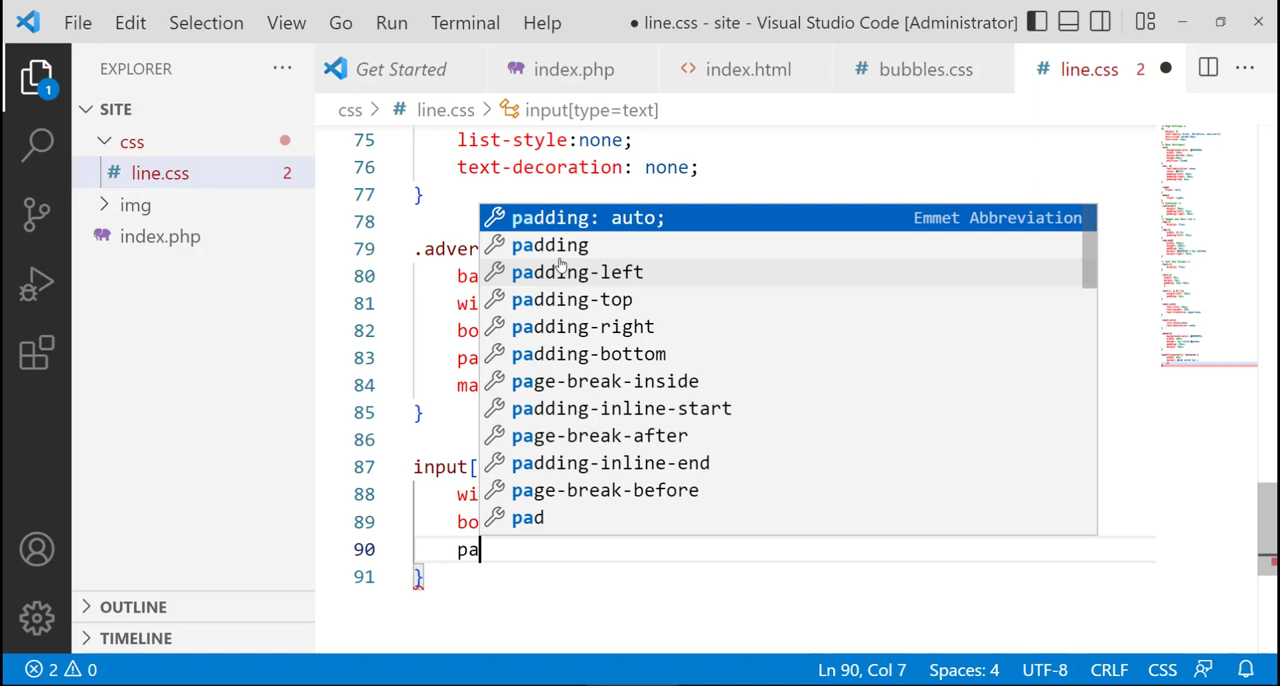 File Edit Selection View Go Run Terminal Help ● line.css - site - Visual Studio Code [Administrator]
EXPLORER ···
Get Started index.php <> index.html # bubbles.css # line.css 2 ●
1
SITE
css > # line.css > input[type=text]
css
# line.css 2
img
index.php
75 list-style:none;
76 text-decoration: none;
77 }
78
79 .adver
80 ba
81 wi
82 bo
83 pa
84 ma
85 }
86
87 input[
88 wi
89 bo
90 pa
91 }
padding: auto; Emmet Abbreviation
padding
padding-left
padding-top
padding-right
padding-bottom
page-break-inside
padding-inline-start
page-break-after
padding-inline-end
page-break-before
pad
OUTLINE
TIMELINE
2 0 Ln 90, Col 7 Spaces: 4 UTF-8 CRLF CSS